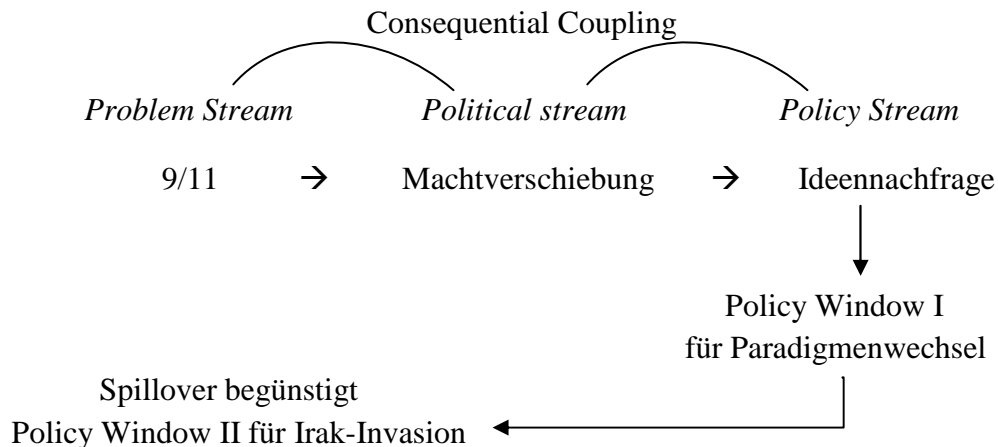 Consequential Coupling
Problem Stream Political stream Policy Stream
9/11 → Machtverschiebung → Ideennachfrage
Policy Window I
für Paradigmenwechsel
Spillover begünstigt
Policy Window II für Irak-Invasion